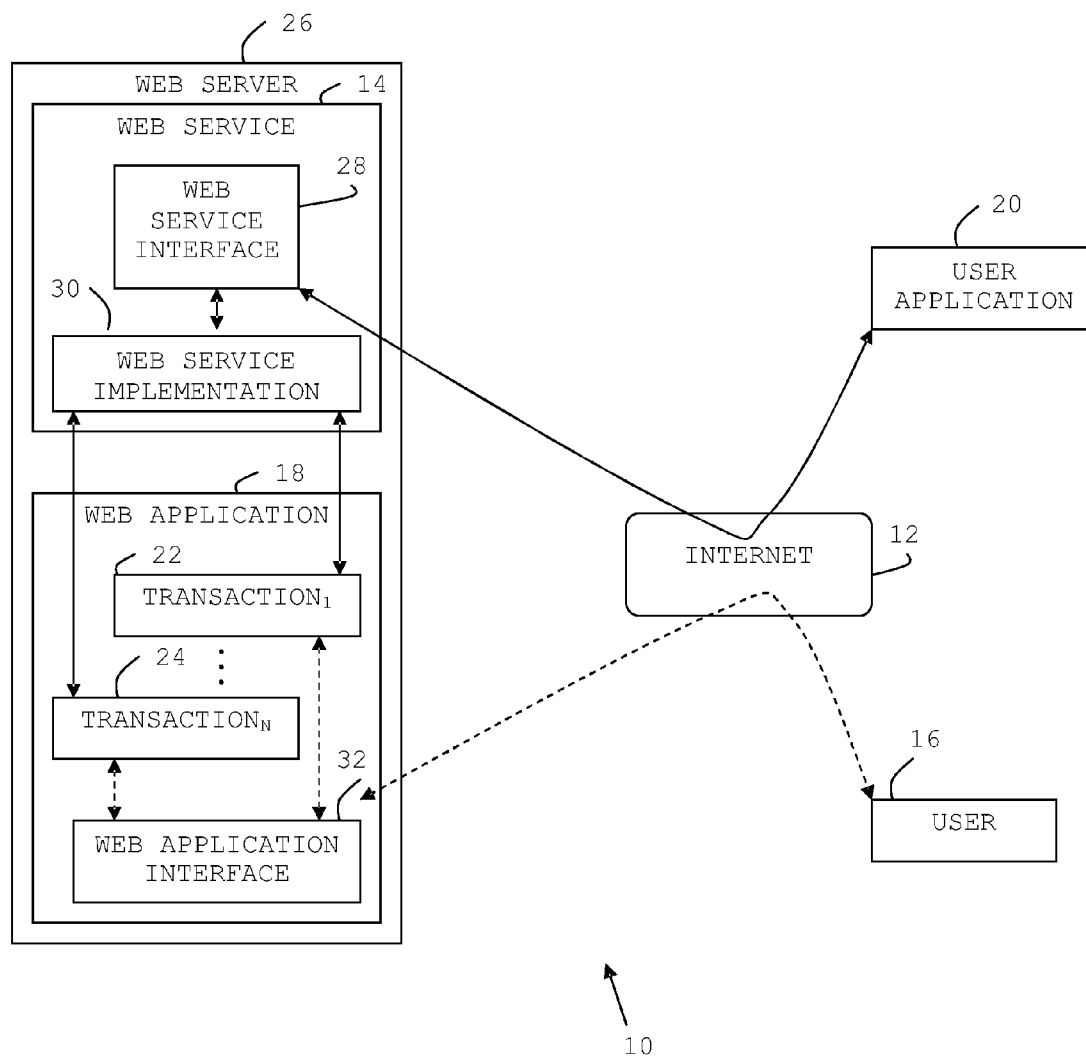 26
WEB SERVER
14
WEB SERVICE
WEB
SERVICE
INTERFACE
28
20
USER
APPLICATION
30
WEB SERVICE
IMPLEMENTATION
18
WEB APPLICATION
INTERNET
12
22
TRANSACTION₁
24
TRANSACTION_N
32
16
WEB APPLICATION
INTERFACE
USER
10